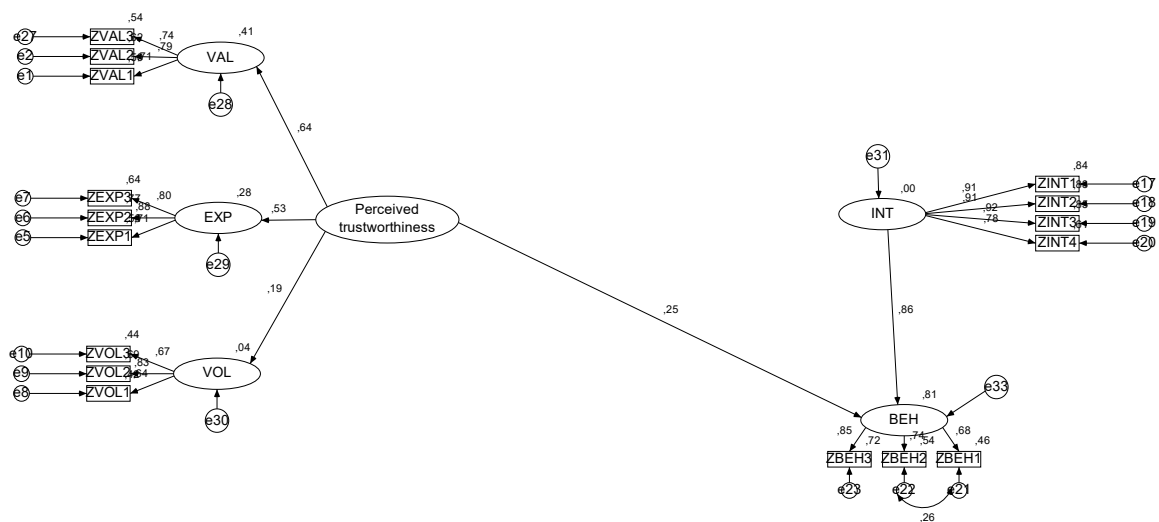 ,54
e27 ZVAL3 ,74 ,41
e2 ZVAL2 ,79 VAL
,71
e1 ZVAL1
e28
,64
,64
e7 ZEXP3 ,80 ,28
e6 ZEXP2 ,88 EXP ,53
,71
e5 ZEXP1
e29
Perceived
trustworthiness
,19
,44
e10 ZVOL3 ,67 ,04
e9 ZVOL2 ,83 VOL
,64
e8 ZVOL1
e30
,25
e31
,00
INT
,84
,91 ZINT1 e17
,91 ZINT2 e18
,92 ZINT3 e19
,78 ZINT4 e20
,86
e33
,81
BEH
,85 ,72 ,74 ,54 ,68 ,46
ZBEH3 ZBEH2 ZBEH1
e23 e22 e21
,26